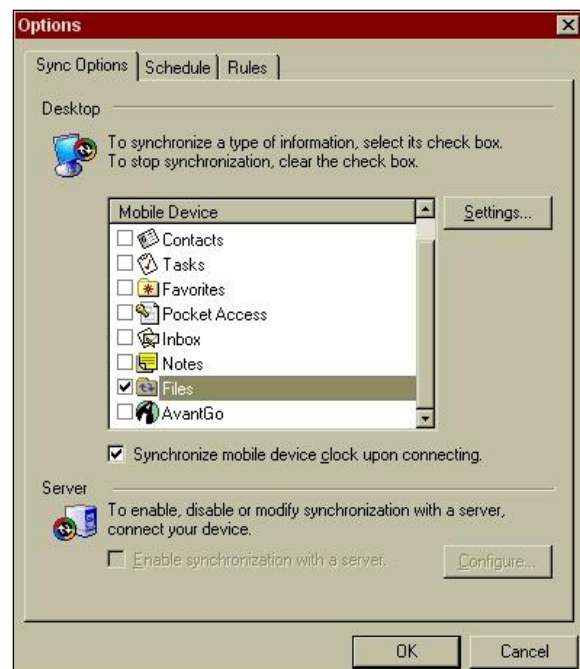 Options
Sync Options
Schedule
Rules
Desktop
To synchronize a type of information, select its check box.
To stop synchronization, clear the check box.
Mobile Device
Settings...
Contacts
Tasks
Favorites
Pocket Access
Inbox
Notes
Files
AvantGo
Synchronize mobile device clock upon connecting.
Server
To enable, disable or modify synchronization with a server,
connect your device.
Enable synchronization with a server.
Configure...
OK
Cancel